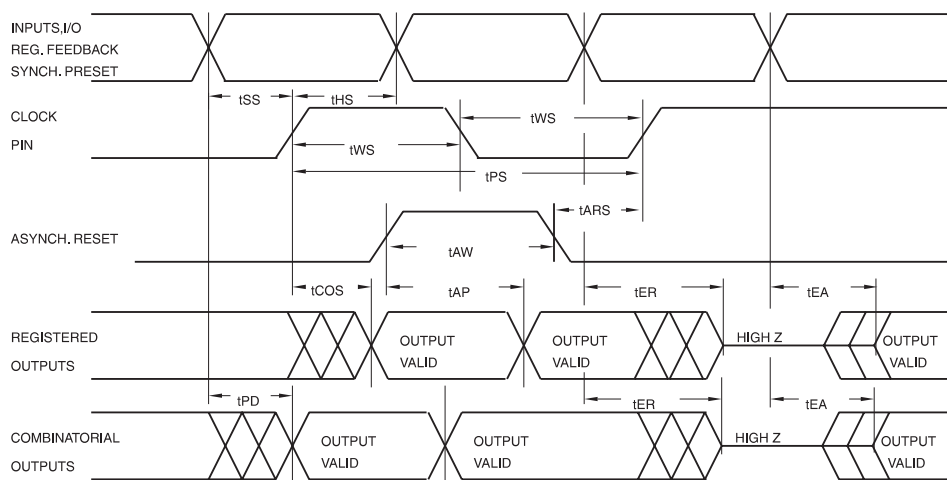 INPUTS,I/O
REG. FEEDBACK
SYNCH. PRESET
tSS
tHS
CLOCK
PIN
tWS
tWS
tPS
tARS
ASYNCH. RESET
tAW
tCOS
tAP
tER
tEA
REGISTERED
OUTPUTS
OUTPUT
VALID
OUTPUT
VALID
HIGH Z
OUTPUT
VALID
tPD
tER
tEA
COMBINATORIAL
OUTPUTS
OUTPUT
VALID
OUTPUT
VALID
HIGH Z
OUTPUT
VALID